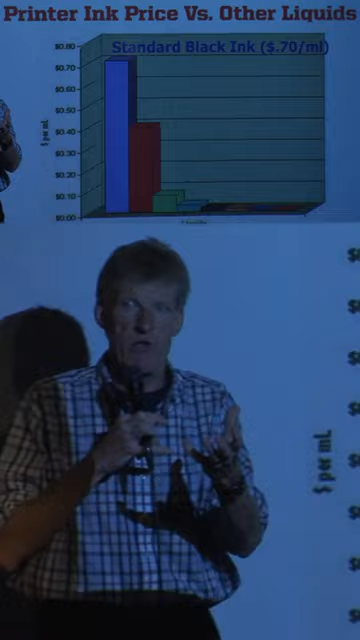 Printer Ink Price Vs. Other Liquids
Standard Black Ink ($.70/ml)
$0.80
$0.70
$0.60
$0.50
$0.40
$0.30
$0.20
$0.10
$0.00
$ per mL
$ per mL